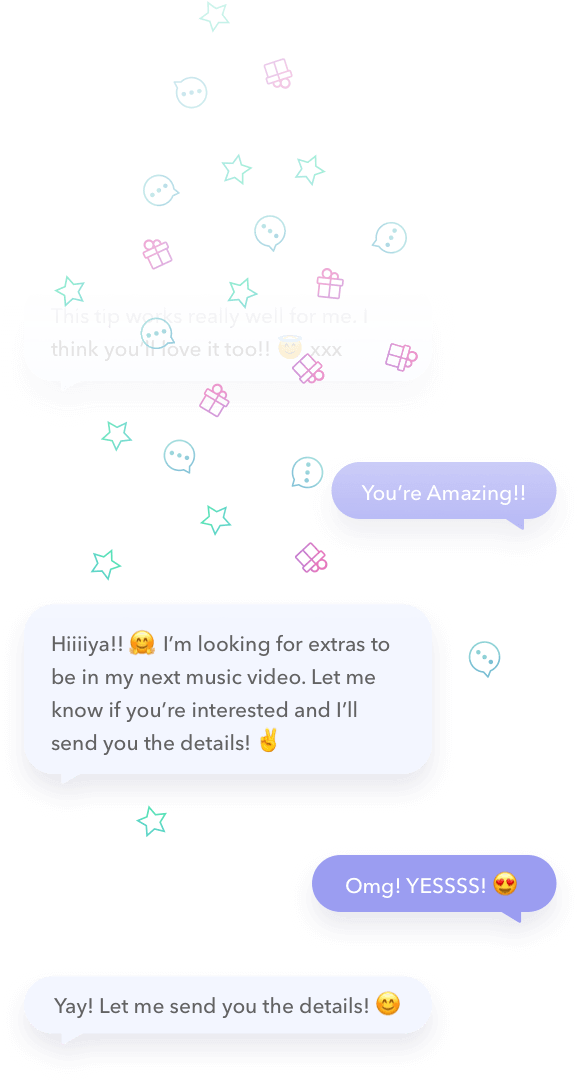 This tip works really well for me. I
think you'll love it too!! 😇 xxx
You're Amazing!!
Hiiiiya!! 🤗 I'm looking for extras to
be in my next music video. Let me
know if you're interested and I'll
send you the details! ✌️
Omg! YESSSS! 😍
Yay! Let me send you the details! 😊